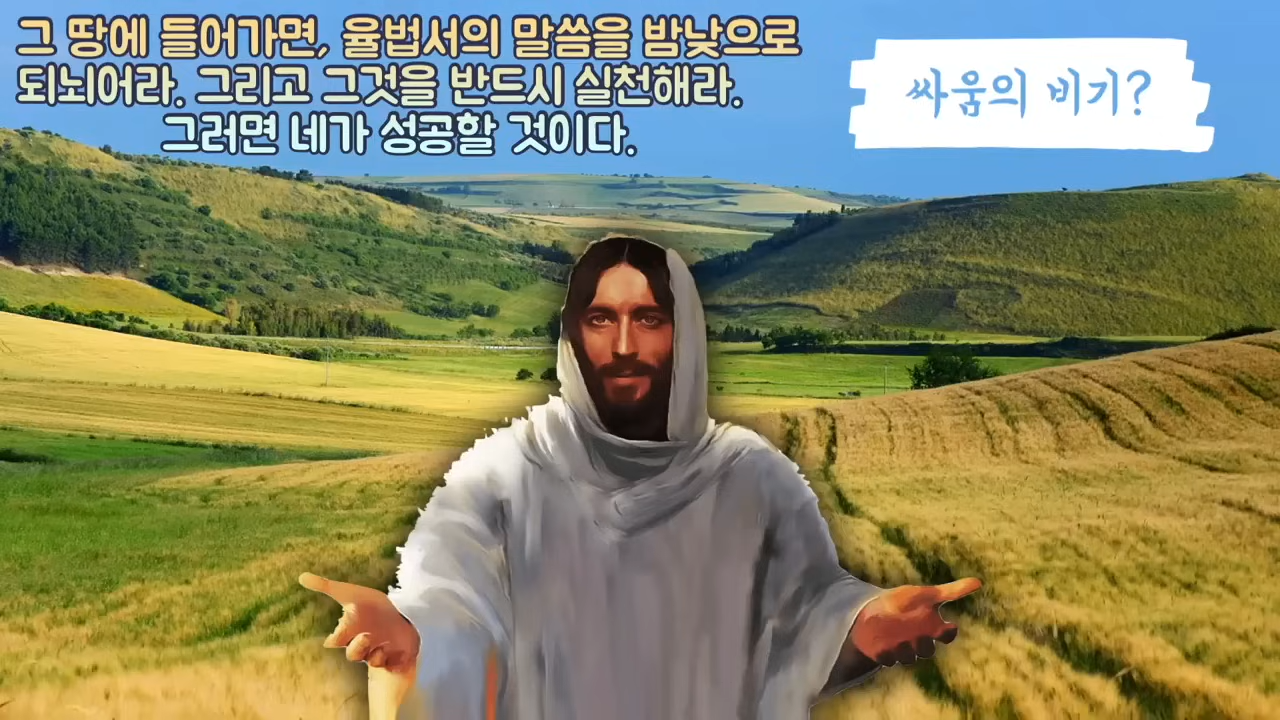 그 땅에 들어가면, 율법서의 말씀을 밤낮으로
되뇌어라. 그리고 그것을 반드시 실천해라.
그러면 네가 성공할 것이다.
싸움의 비기?